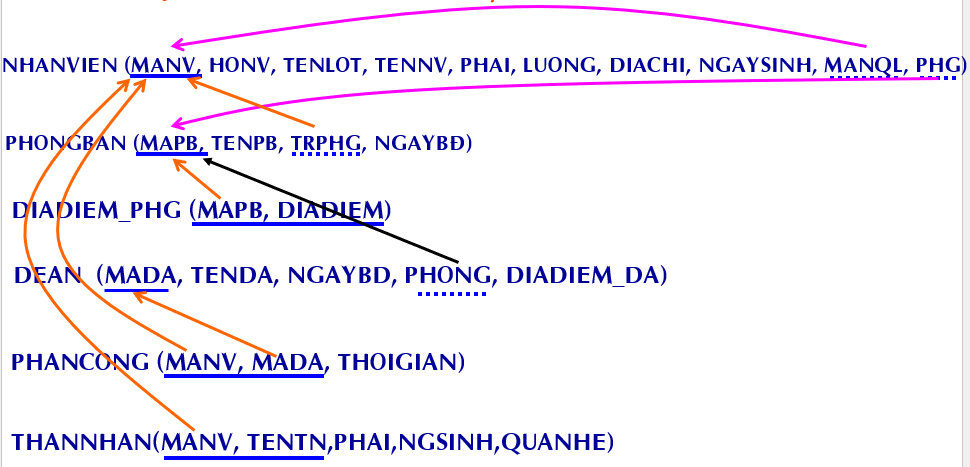 NHANVIEN (MANV, HONV, TENLOT, TENNV, PHAI, LUONG, DIACHI, NGAYSINH, MANQL, PHG)
PHONGBAN (MAPB, TENPB, TRPHG, NGAYBĐ)
DIADIEM_PHG (MAPB, DIADIEM)
DEAN (MADA, TENDA, NGAYBD, PHONG, DIADIEM_DA)
PHANCONG (MANV, MADA, THOIGIAN)
THANNHAN(MANV, TENTN,PHAI,NGSINH,QUANHE)